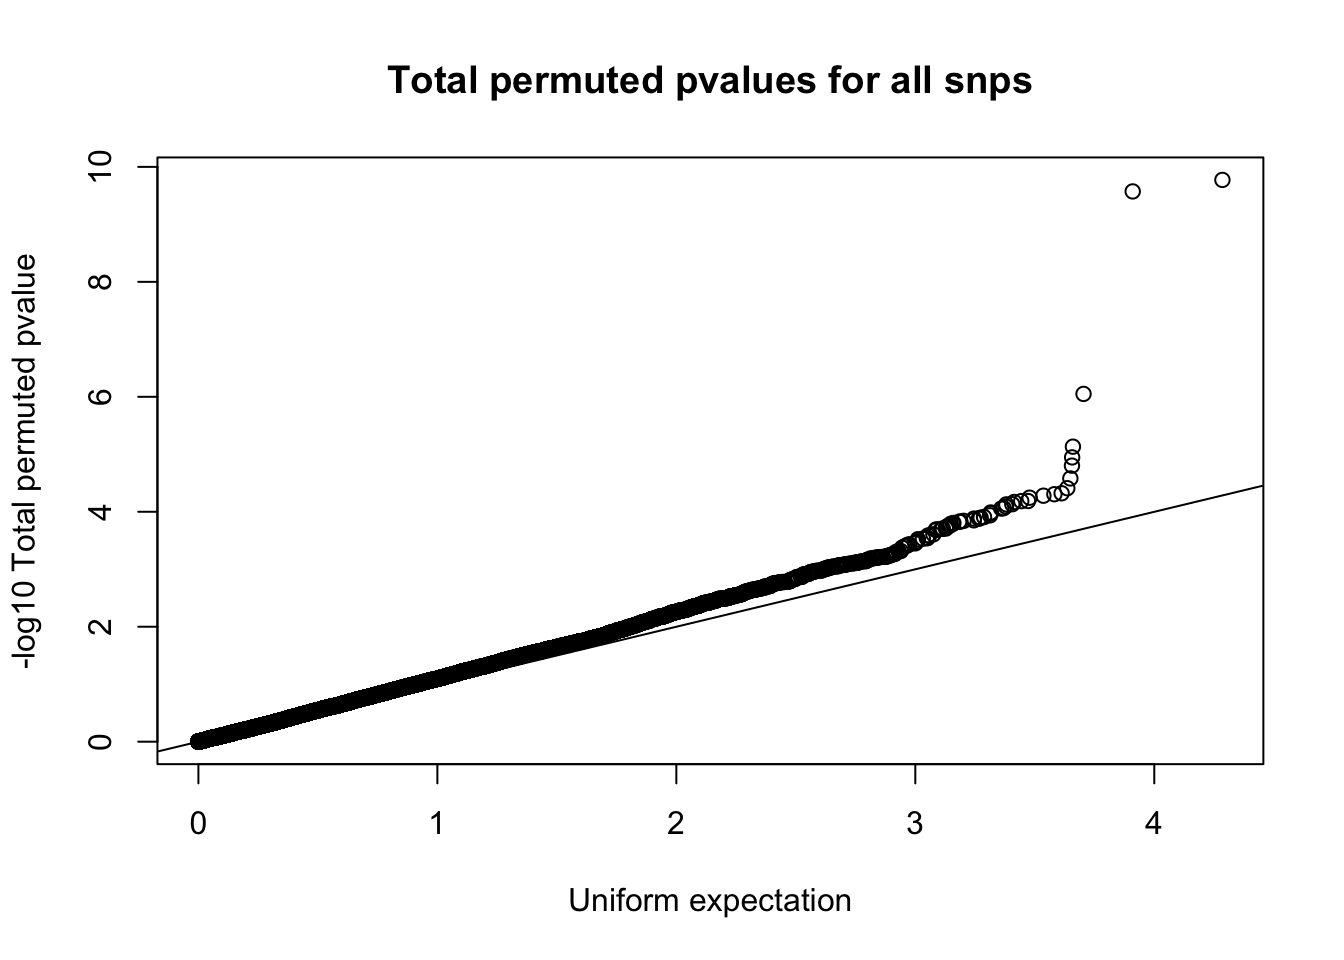 Total permuted pvalues for all snps
-log10 Total permuted pvalue
10
8
6
4
2
0
0 1 2 3 4
Uniform expectation